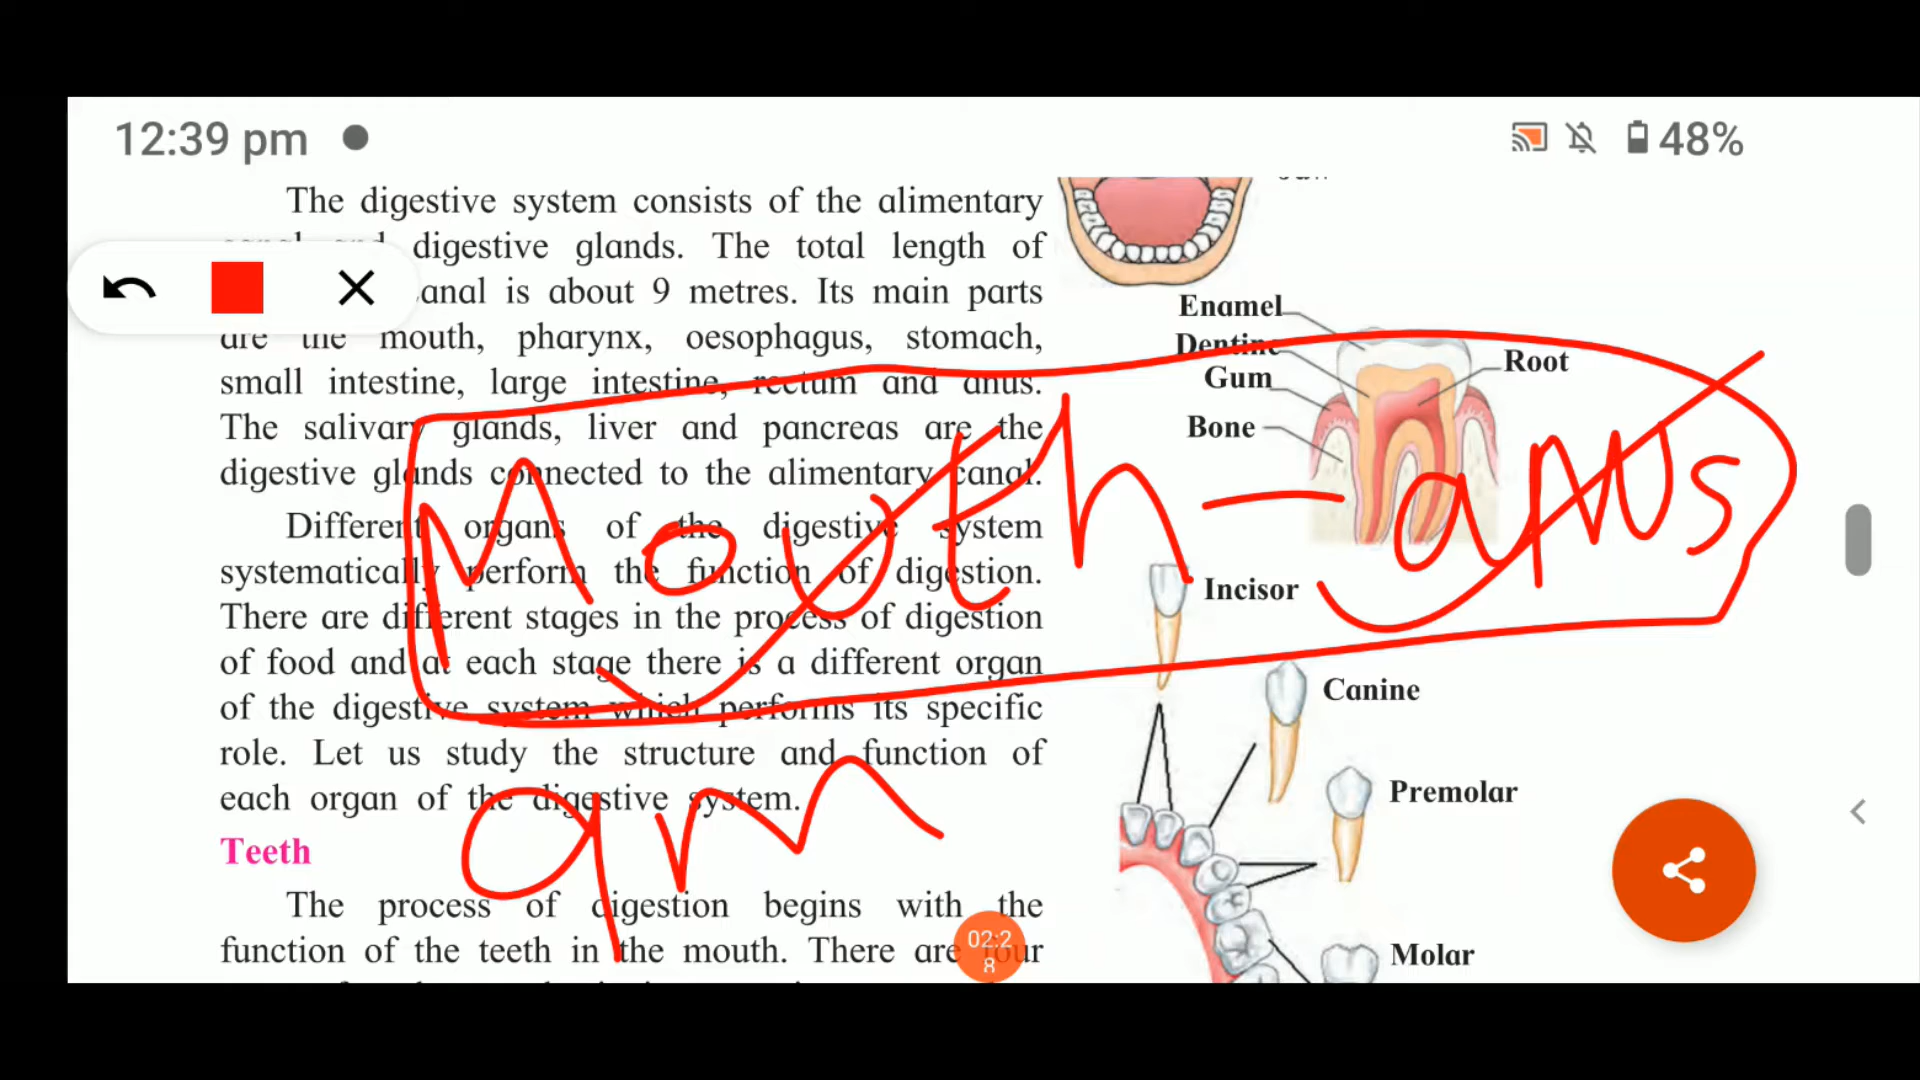 12:39 pm
48%
The digestive system consists of the alimentary
digestive glands. The total length of
canal is about 9 metres. Its main parts
are the mouth, pharynx, oesophagus, stomach,
small intestine, large intestine, rectum and anus.
The salivary glands, liver and pancreas are the
digestive glands connected to the alimentary canal.
Different organs of the digestive system
systematically perform the function of digestion.
There are different stages in the process of digestion
of food and at each stage there is a different organ
of the digestive system which performs its specific
role. Let us study the structure and function of
each organ of the digestive system.
Teeth
The process of digestion begins with the
function of the teeth in the mouth. There are four
Enamel
Dentine
Gum
Bone
Root
Incisor
Canine
Premolar
Molar
Mouth - anus
9m
02:2
8